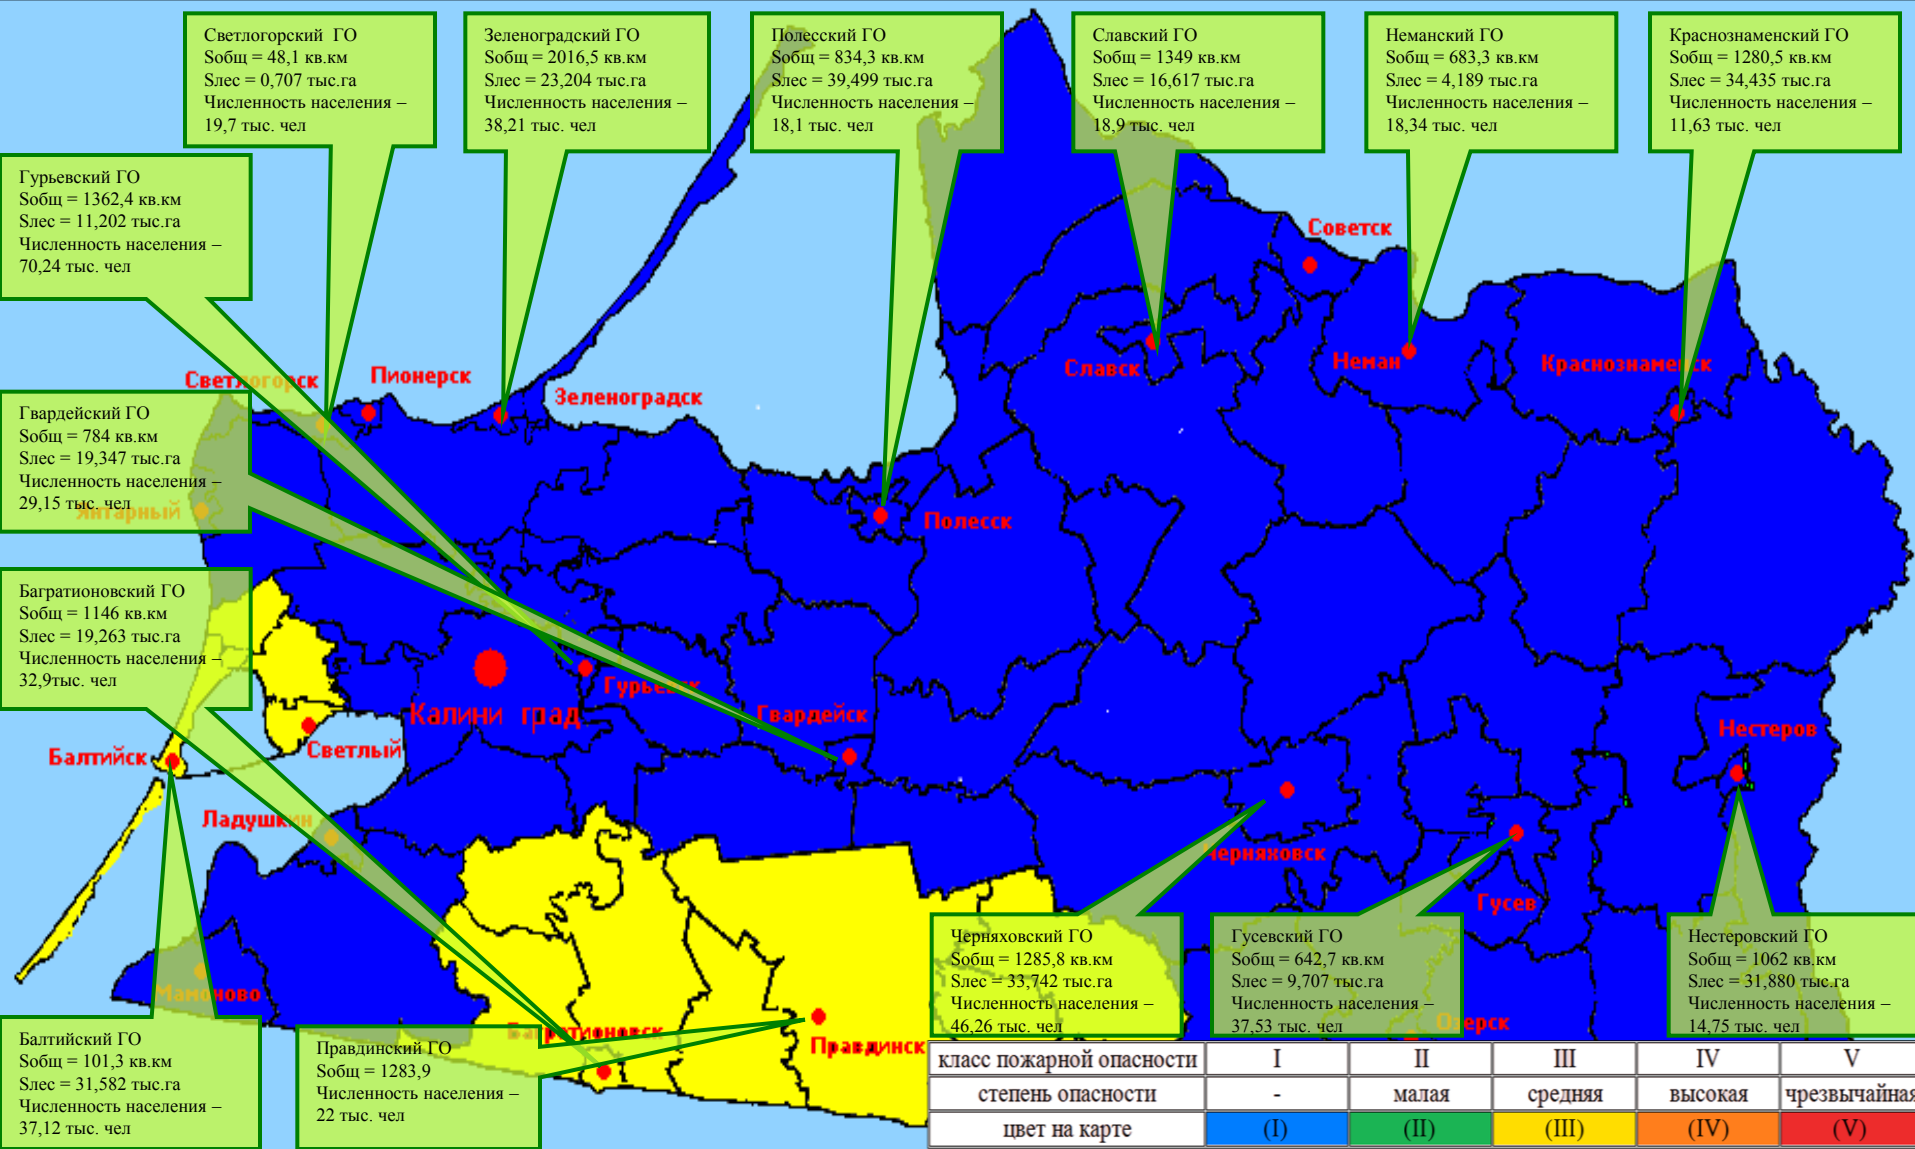 Светлогорский ГО
Sобщ = 48,1 кв.км
Sлес = 0,707 тыс.га
Численность населения –
19,7 тыс. чел
Зеленоградский ГО
Sобщ = 2016,5 кв.км
Sлес = 23,204 тыс.га
Численность населения –
38,21 тыс. чел
Полесский ГО
Sобщ = 834,3 кв.км
Sлес = 39,499 тыс.га
Численность населения –
18,1 тыс. чел
Славский ГО
Sобщ = 1349 кв.км
Sлес = 16,617 тыс.га
Численность населения –
18,9 тыс. чел
Неманский ГО
Sобщ = 683,3 кв.км
Sлес = 4,189 тыс.га
Численность населения –
18,34 тыс. чел
Краснознаменский ГО
Sобщ = 1280,5 кв.км
Sлес = 34,435 тыс.га
Численность населения –
11,63 тыс. чел
Гурьевский ГО
Sобщ = 1362,4 кв.км
Sлес = 11,202 тыс.га
Численность населения –
70,24 тыс. чел
Советск
Светлогорск
Пионерск
Зеленоградск
Славск
Неман
Краснознаменск
Гвардейский ГО
Sобщ = 784 кв.км
Sлес = 19,347 тыс.га
Численность населения –
29,15 тыс. чел
Янтарный
Полесск
Багратионовский ГО
Sобщ = 1146 кв.км
Sлес = 19,263 тыс.га
Численность населения –
32,9тыс. чел
Гурьевск
Калини град
Гвардейск
Нестеров
Балтийск
Светлый
Ладушкин
Черняховск
Гусев
Мамоново
Багратионовск
Правдинск
Озерск
Черняховский ГО
Sобщ = 1285,8 кв.км
Sлес = 33,742 тыс.га
Численность населения –
46,26 тыс. чел
Гусевский ГО
Sобщ = 642,7 кв.км
Sлес = 9,707 тыс.га
Численность населения –
37,53 тыс. чел
Нестеровский ГО
Sобщ = 1062 кв.км
Sлес = 31,880 тыс.га
Численность населения –
14,75 тыс. чел
Балтийский ГО
Sобщ = 101,3 кв.км
Sлес = 31,582 тыс.га
Численность населения –
37,12 тыс. чел
Правдинский ГО
Sобщ = 1283,9
Численность населения –
22 тыс. чел
класс пожарной опасности I II III IV V
степень опасности - малая средняя высокая чрезвычайная
цвет на карте (I) (II) (III) (IV) (V)